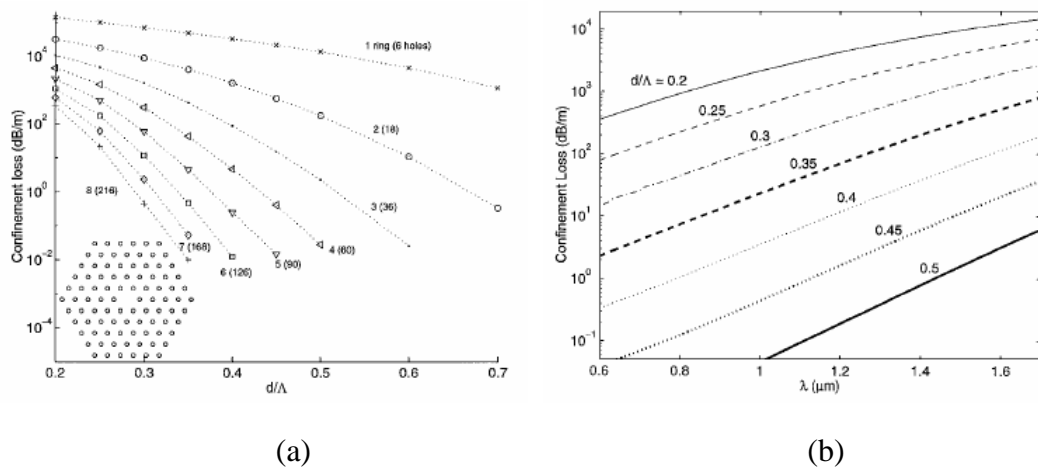 Confinement loss (dB/m)
10^4
10^2
10^0
10^-2
10^-4
1 ring (6 holes)
2 (18)
3 (36)
4 (60)
5 (90)
6 (126)
7 (168)
8 (216)
0.2 0.3 0.4 0.5 0.6 0.7
d/Λ
(a)
Confinement Loss (dB/m)
10^4
10^3
10^2
10^1
10^0
10^-1
d/Λ = 0.2
0.25
0.3
0.35
0.4
0.45
0.5
0.6 0.8 1 1.2 1.4 1.6
λ (μm)
(b)